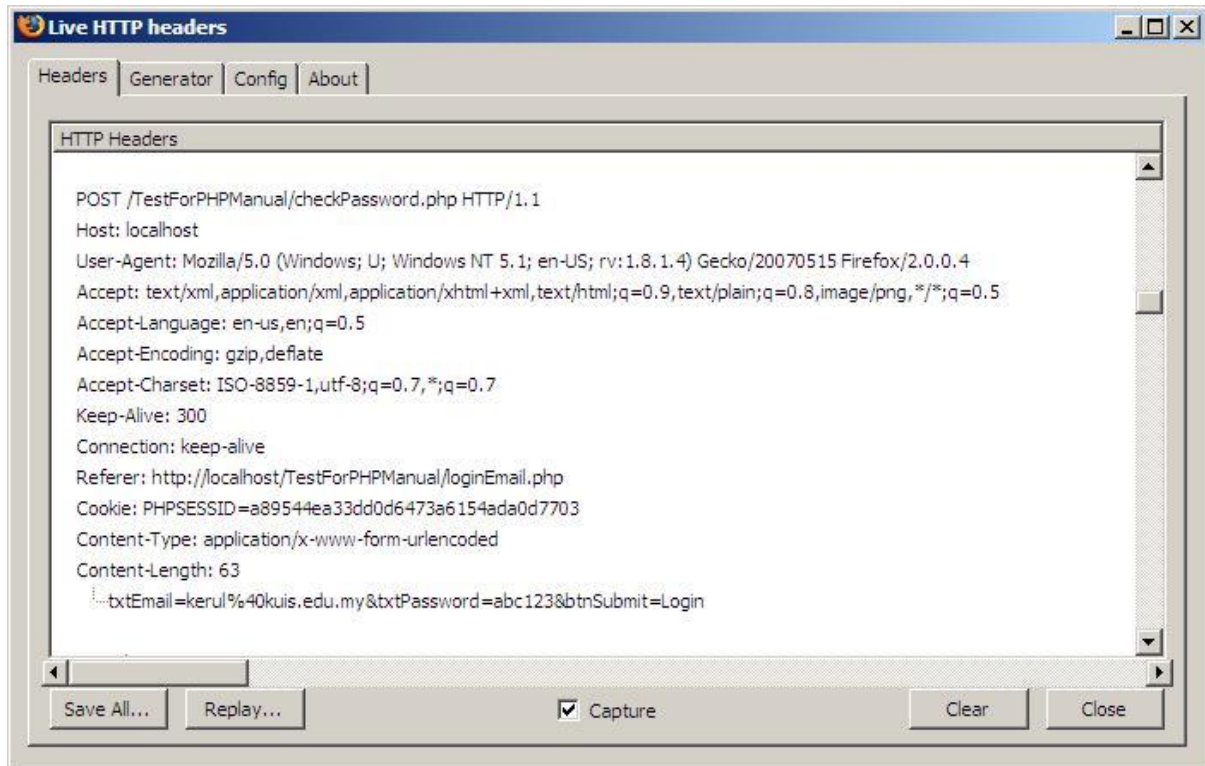 Live HTTP headers
Headers Generator Config About
HTTP Headers
POST /TestForPHPManual/checkPassword.php HTTP/1.1
Host: localhost
User-Agent: Mozilla/5.0 (Windows; U; Windows NT 5.1; en-US; rv:1.8.1.4) Gecko/20070515 Firefox/2.0.0.4
Accept: text/xml,application/xml,application/xhtml+xml,text/html;q=0.9,text/plain;q=0.8,image/png,*/*;q=0.5
Accept-Language: en-us,en;q=0.5
Accept-Encoding: gzip,deflate
Accept-Charset: ISO-8859-1,utf-8;q=0.7,*;q=0.7
Keep-Alive: 300
Connection: keep-alive
Referer: http://localhost/TestForPHPManual/loginEmail.php
Cookie: PHPSESSID=a89544ea33dd0d6473a6154ada0d7703
Content-Type: application/x-www-form-urlencoded
Content-Length: 63
txtEmail=kerul%40kuis.edu.my&txtPassword=abc123&btnSubmit=Login
Save All... Replay... Capture Clear Close